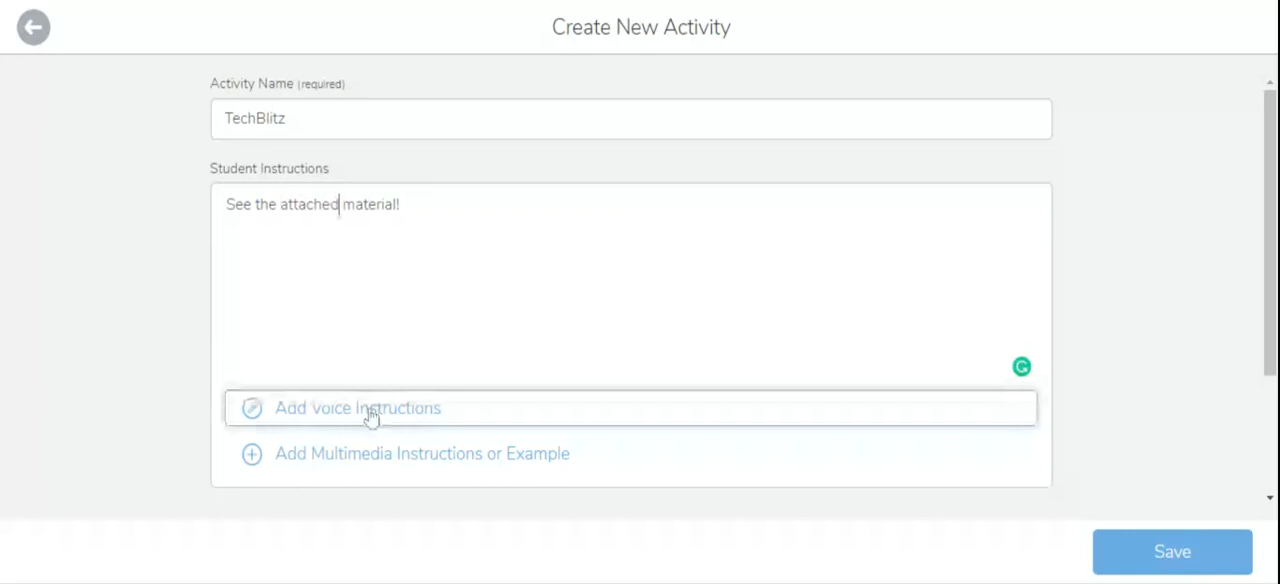 Create New Activity
Activity Name (required)
TechBlitz
Student Instructions
See the attached material!
Add Voice Instructions
Add Multimedia Instructions or Example
Save